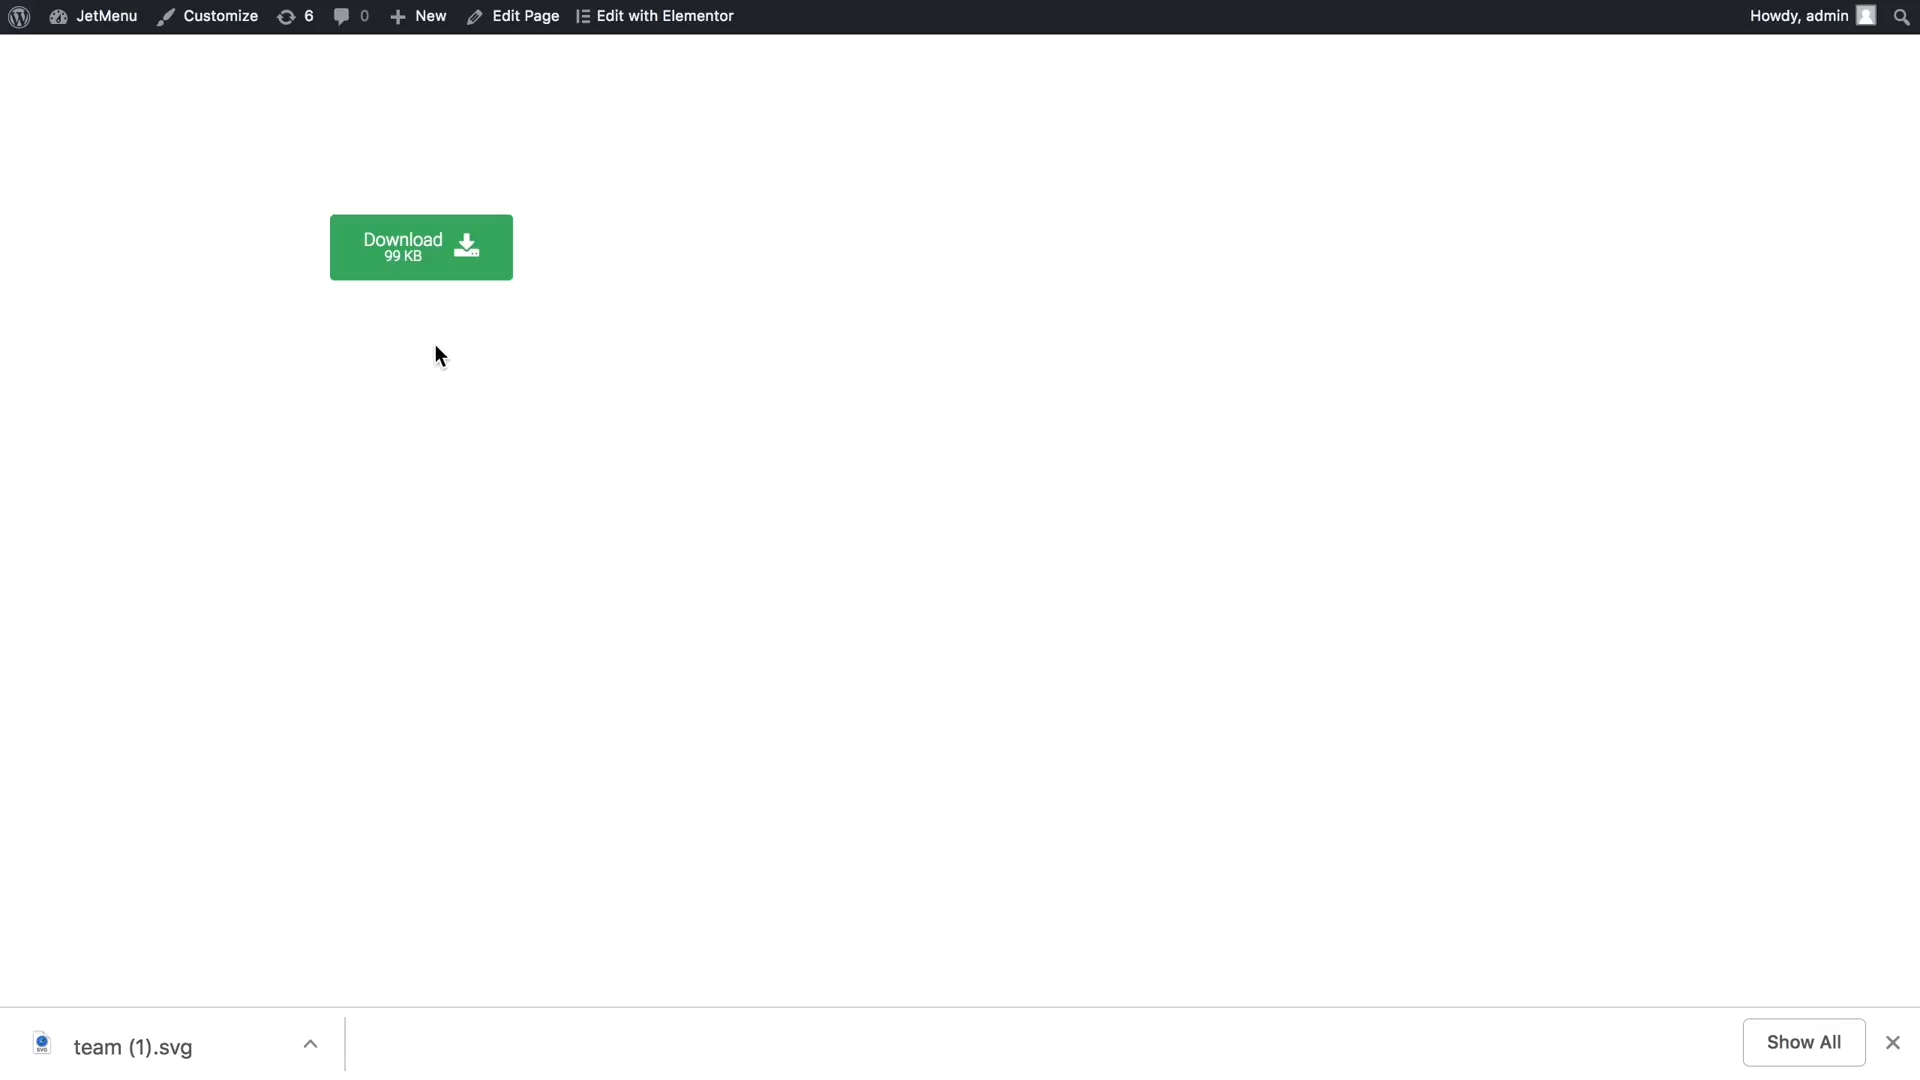 JetMenu Customize 6 0 New Edit Page Edit with Elementor Howdy, admin
Download
99 KB
team (1).svg Show All